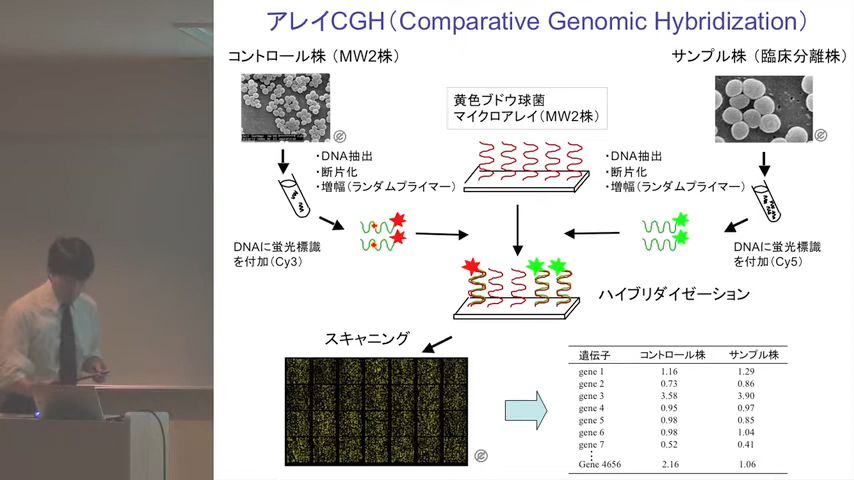 アレイCGH（Comparative Genomic Hybridization）
コントロール株 （MW2株）
サンプル株 （臨床分離株）
黄色ブドウ球菌
マイクロアレイ（MW2株）
・DNA抽出
・断片化
・増幅（ランダムプライマー）
・DNA抽出
・断片化
・増幅（ランダムプライマー）
DNAに蛍光標識
を付加（Cy3）
DNAに蛍光標識
を付加（Cy5）
ハイブリダイゼーション
スキャニング
遺伝子 コントロール株 サンプル株
gene 1 1.16 1.29
gene 2 0.73 0.86
gene 3 3.58 3.90
gene 4 0.95 0.97
gene 5 0.98 0.85
gene 6 0.98 1.04
gene 7 0.52 0.41
⋮
Gene 4656 2.16 1.06